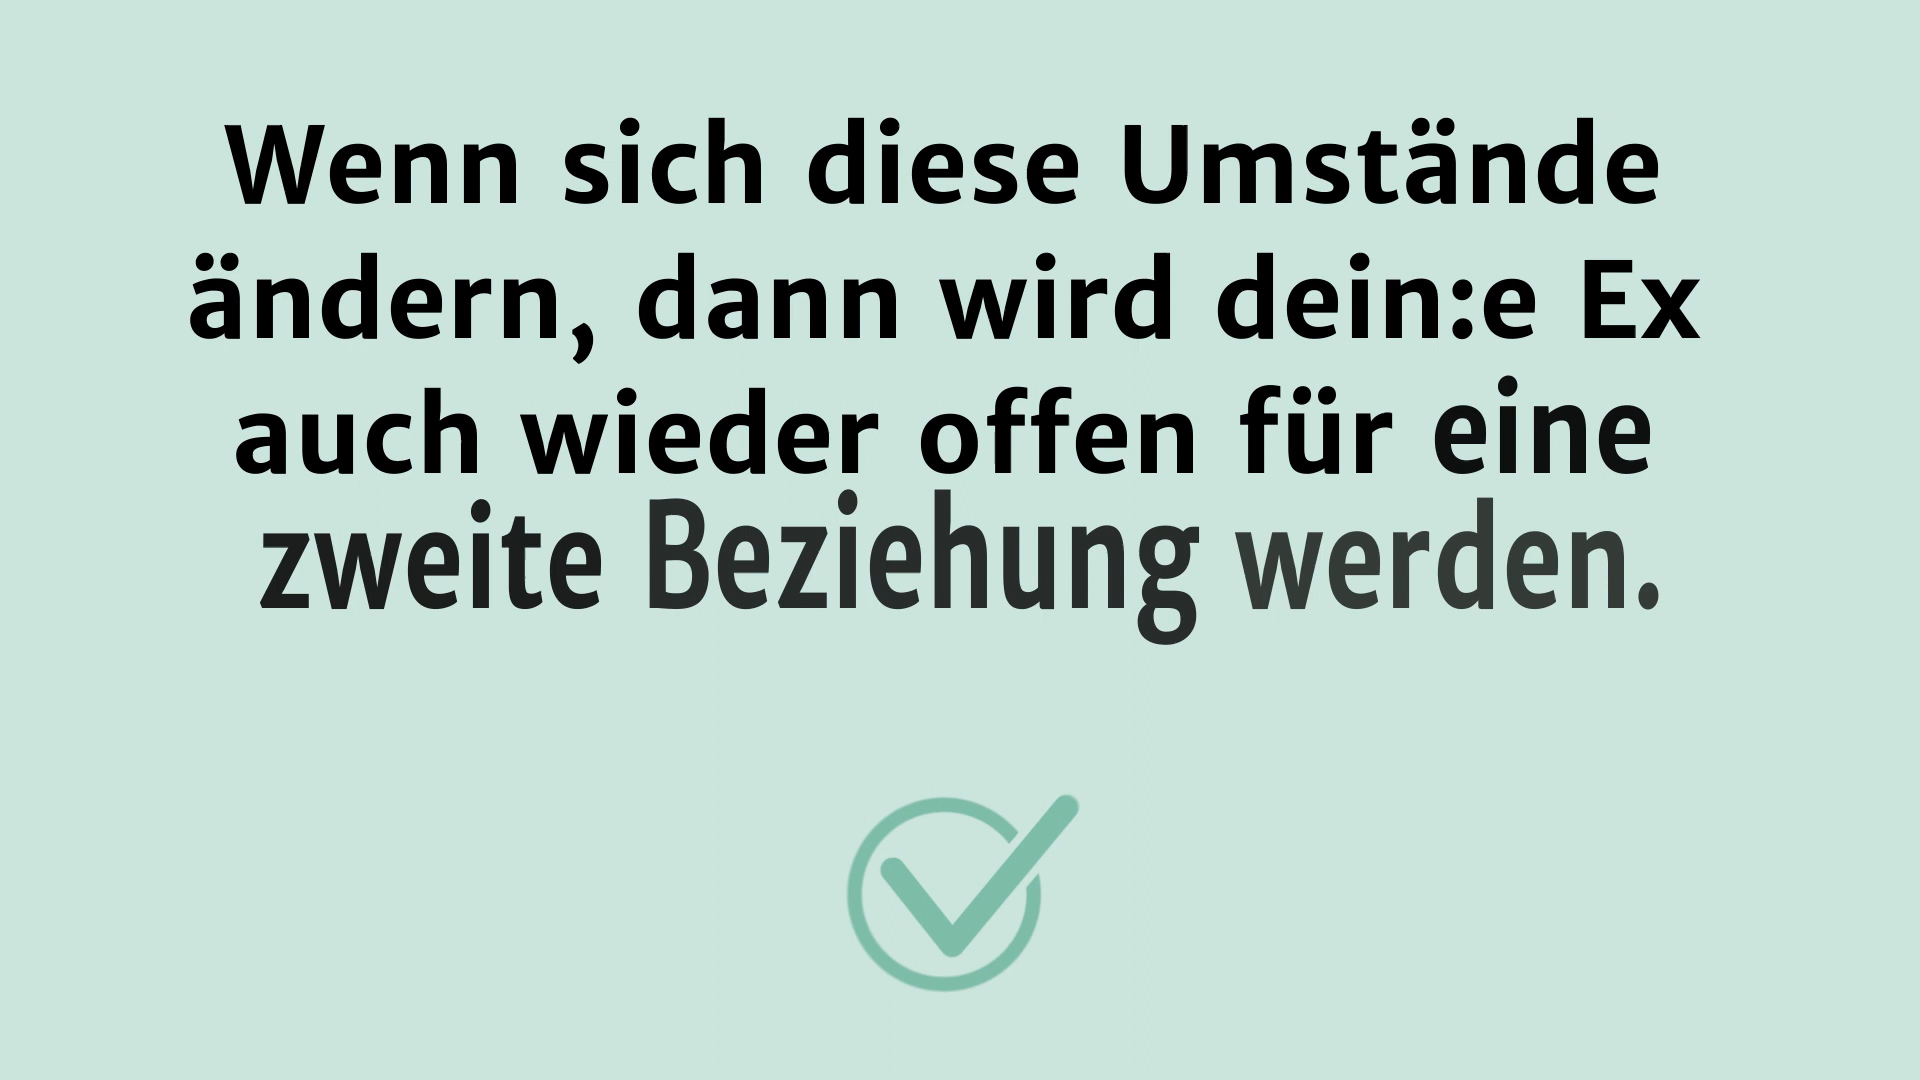 Wenn sich diese Umstände
ändern, dann wird dein:e Ex
auch wieder offen für eine
zweite Beziehung werden.